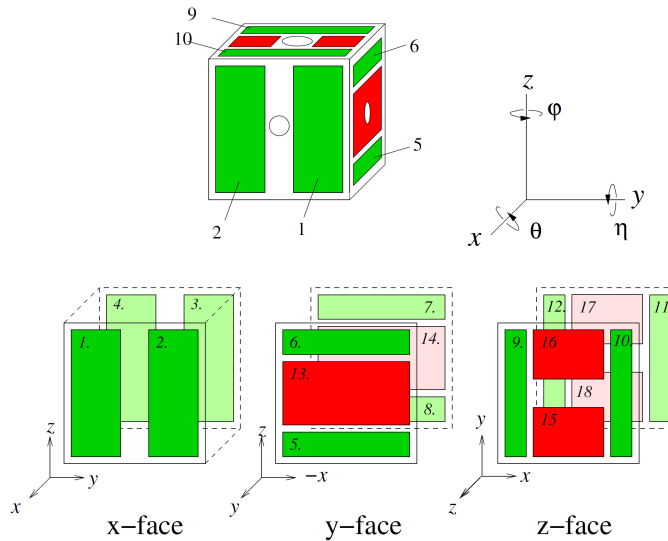 9
10
6
5
2
1
z
φ
y
η
x
θ
4.
3.
1.
2.
z
y
x
x−face
7.
6.
14.
13.
8.
5.
z
−x
y
y−face
12.
17
11.
9.
16
10.
18
15
y
x
z
z−face